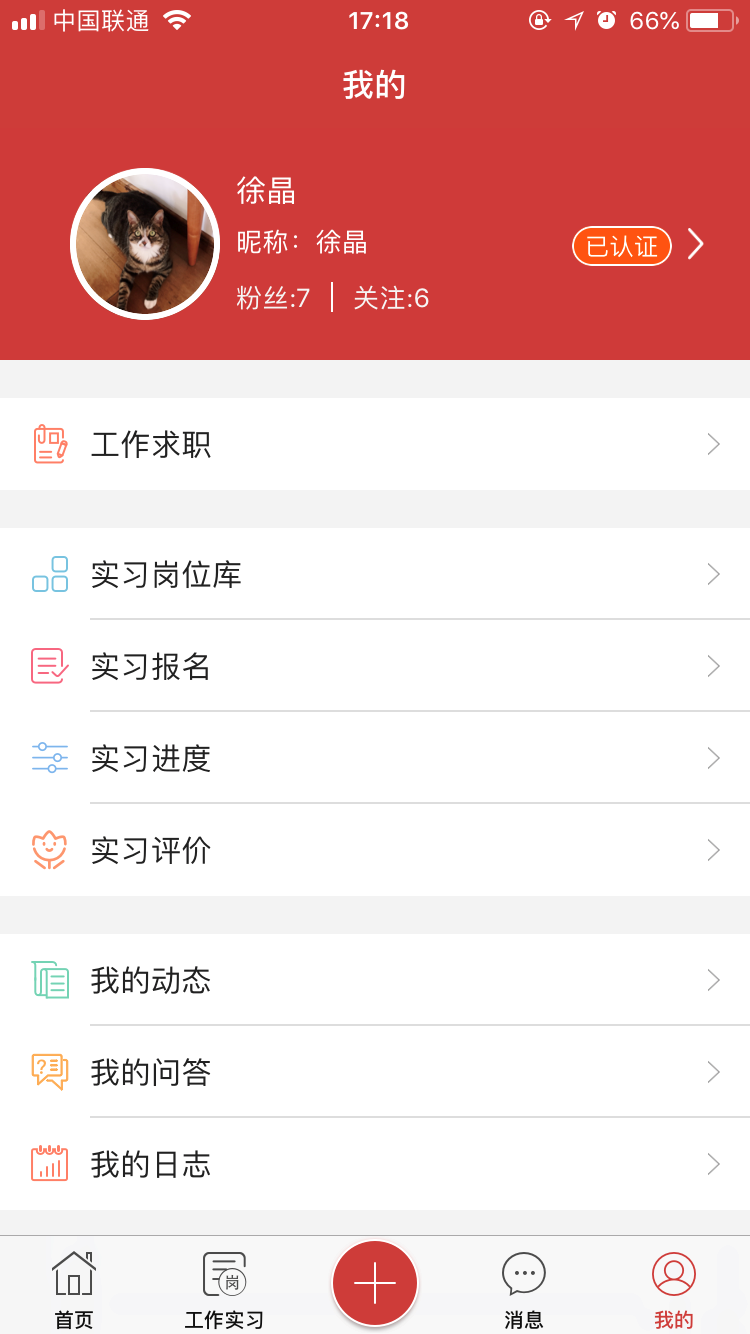 中国联通 17:18 66%
我的
徐晶
昵称：徐晶
已认证
粉丝:7 关注:6
工作求职
实习岗位库
实习报名
实习进度
实习评价
我的动态
我的问答
我的日志
岗
首页 工作实习 消息 我的